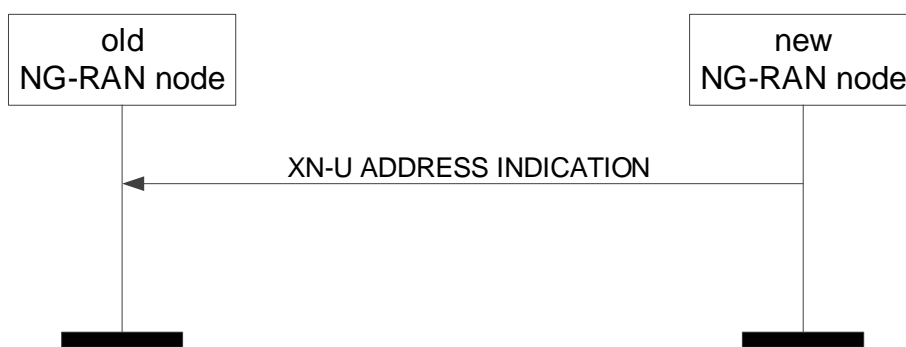 old
NG-RAN node
new
NG-RAN node
XN-U ADDRESS INDICATION